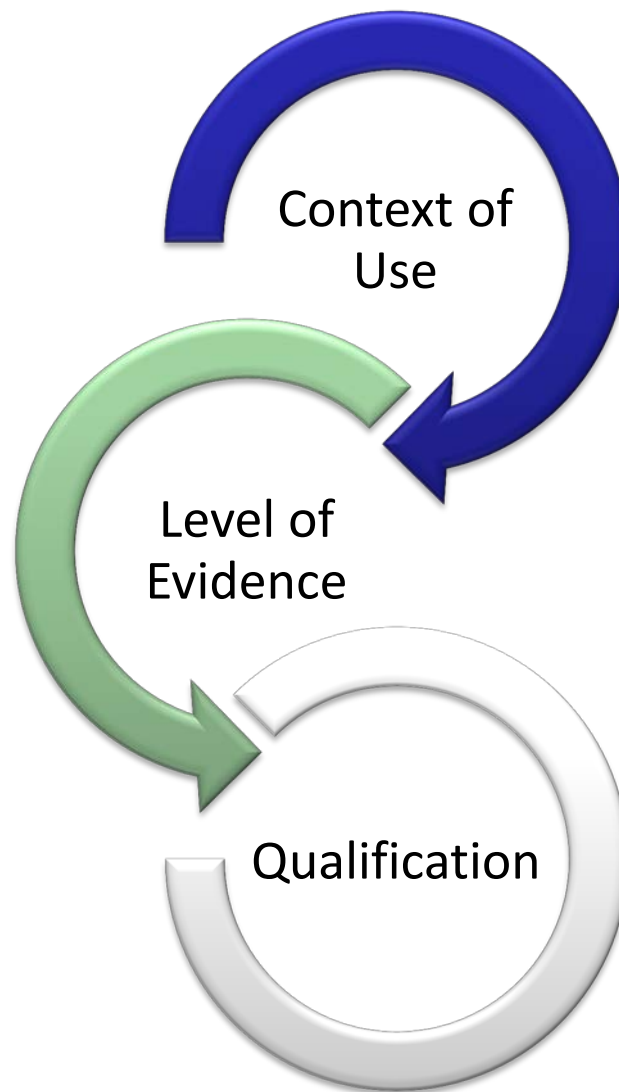 Context of
Use
Level of
Evidence
Qualification